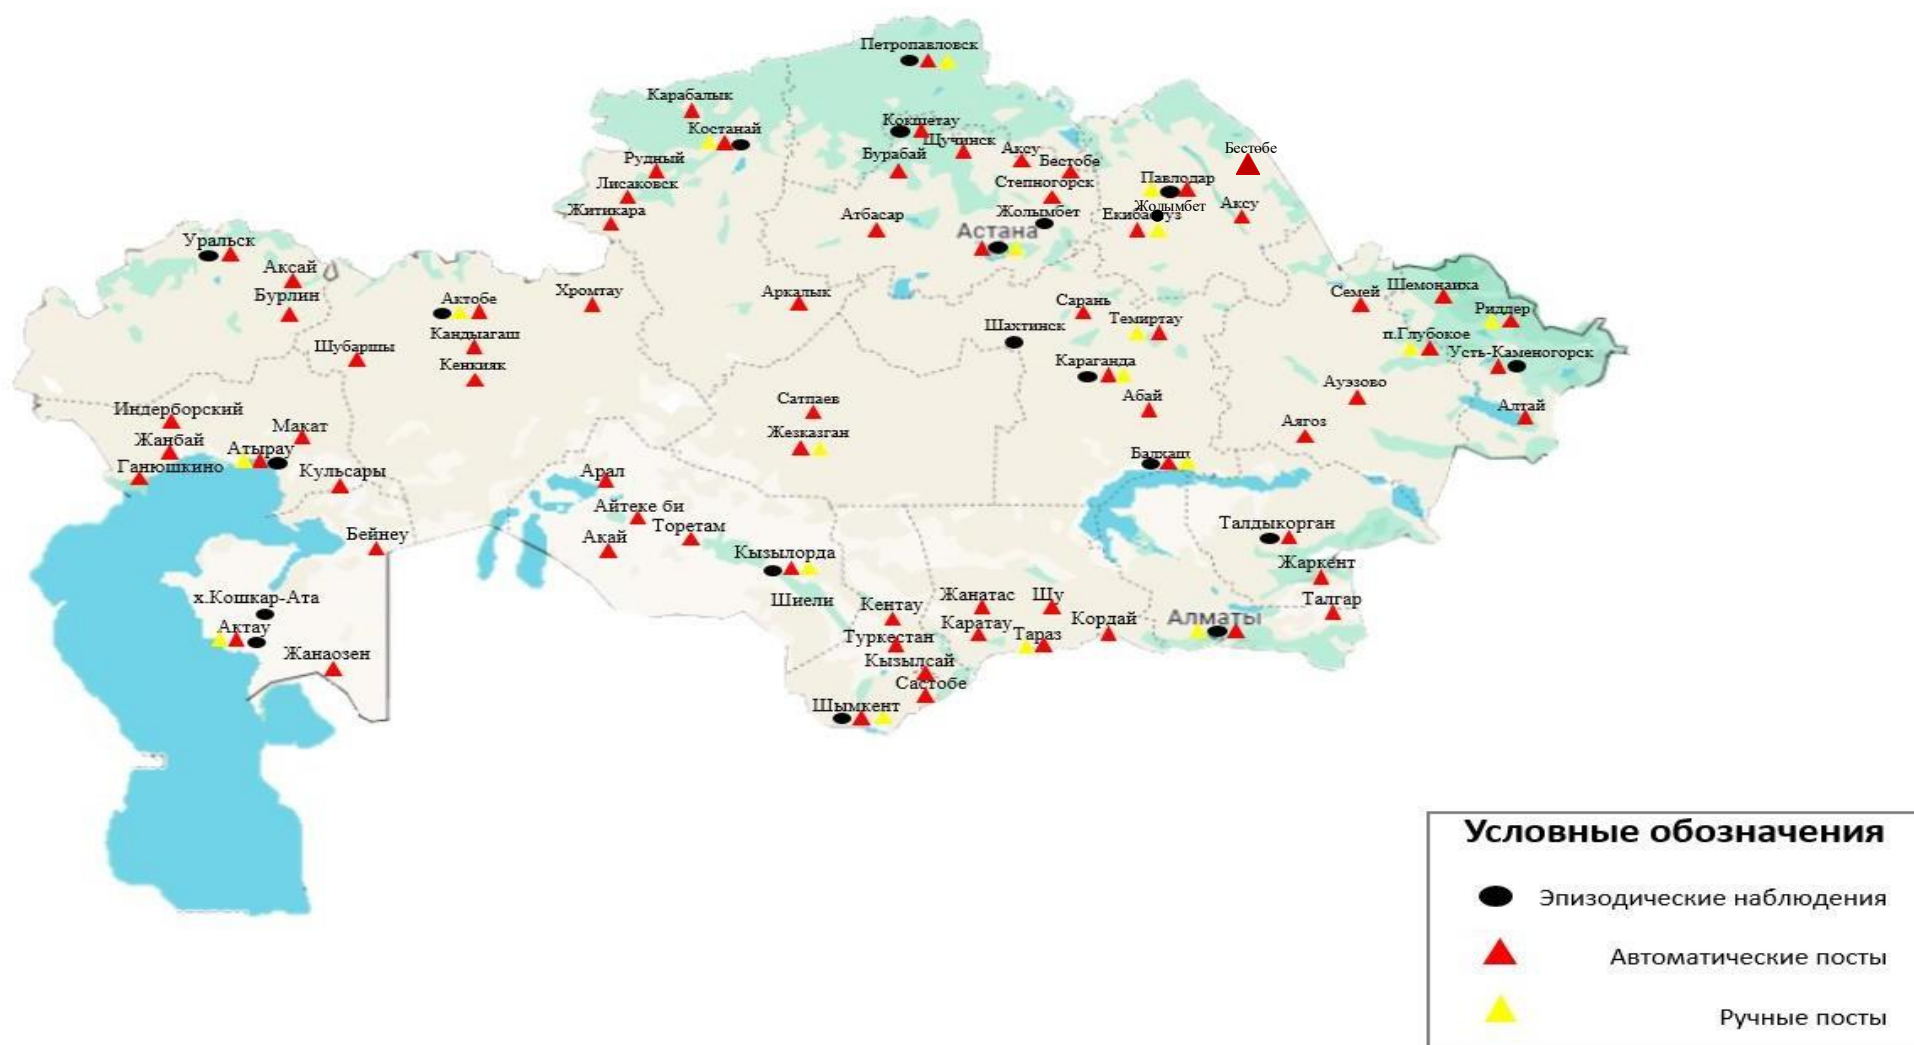 Петропавловск
Карабалык
Костанай
Кокшетау
Щучинск
Рудный
Бурабай
Аксу
Бестобе
Бестөбе
Лисаковск
Степногорск
Павлодар
Житикара
Атбасар
Жолымбет
Екибастуз
Жолымбет
Аксу
Астана
Уральск
Аксай
Бурлин
Актобе
Хромтау
Аркалык
Сарань
Семей
Шемонаиха
Риддер
Шубаршы
Кандыагаш
Шахтинск
Темиртау
п.Глубокое
Кенкияк
Караганда
Усть-Каменогорск
Сатпаев
Абай
Ауэзово
Алтай
Индерборский
Макат
Жанбай
Атырау
Жезказган
Аягоз
Ганюшкино
Кульсары
Арал
Балхаш
Айтеке би
Бейнеу
Акай
Торетам
Талдыкорган
Кызылорда
Жаркент
х.Кошкар-Ата
Шиели
Кентау
Жанатас
Шу
Талгар
Актау
Туркестан
Каратау
Тараз
Кордай
Алматы
Жанаозен
Кызылсай
Састобе
Шымкент
Условные обозначения
Эпизодические наблюдения
Автоматические посты
Ручные посты